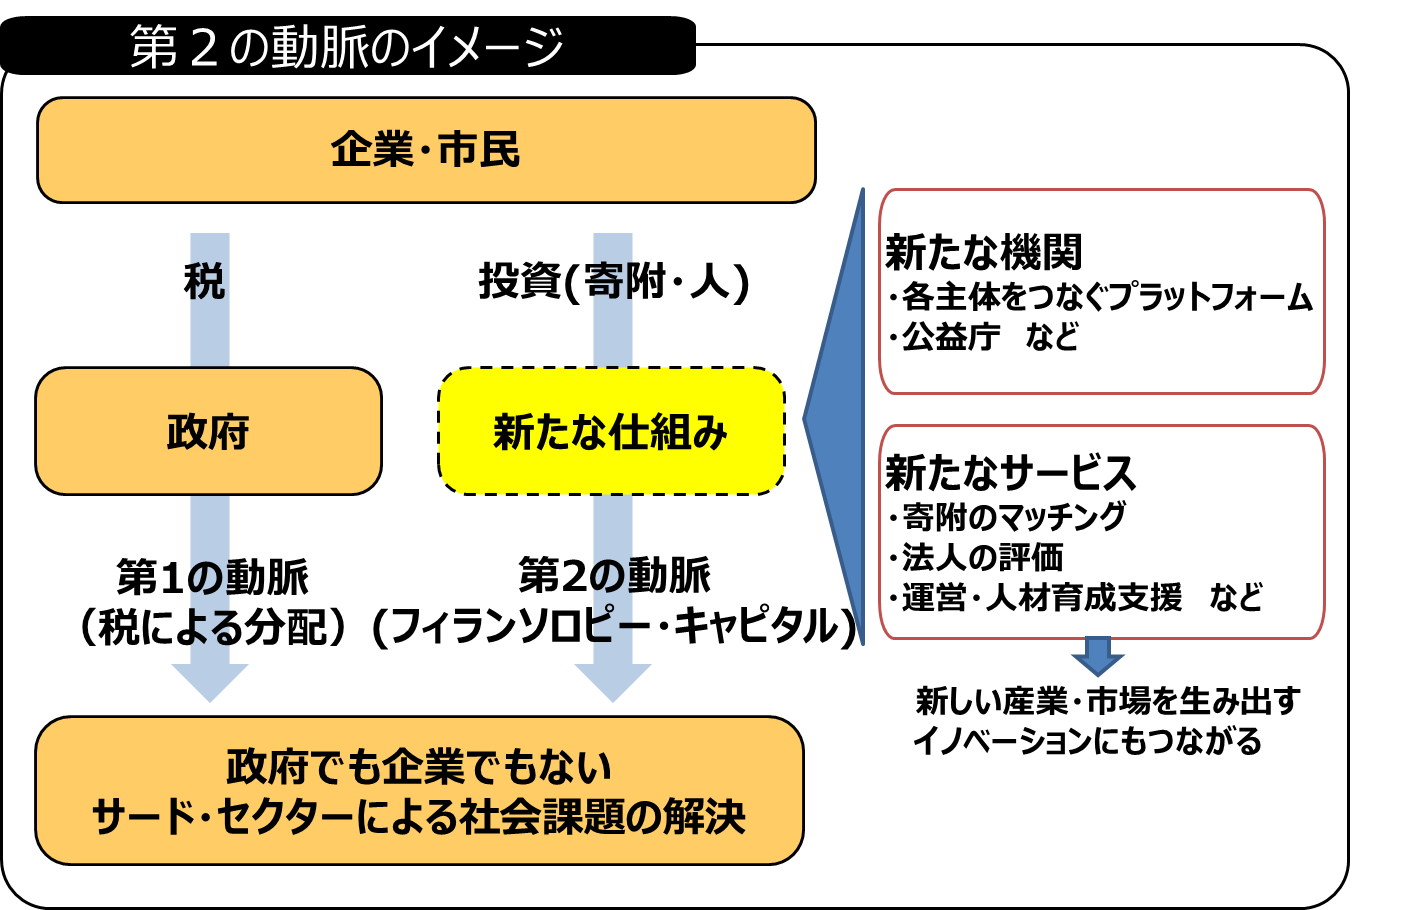 第２の動脈のイメージ
企業・市民
税
投資(寄附・人)
政府
新たな仕組み
第1の動脈
（税による分配）
第2の動脈
(フィランソロピー・キャピタル)
政府でも企業でもない
サード・セクターによる社会課題の解決
新たな機関
・各主体をつなぐプラットフォーム
・公益庁　など
新たなサービス
・寄附のマッチング
・法人の評価
・運営・人材育成支援　など
新しい産業・市場を生み出す
イノベーションにもつながる